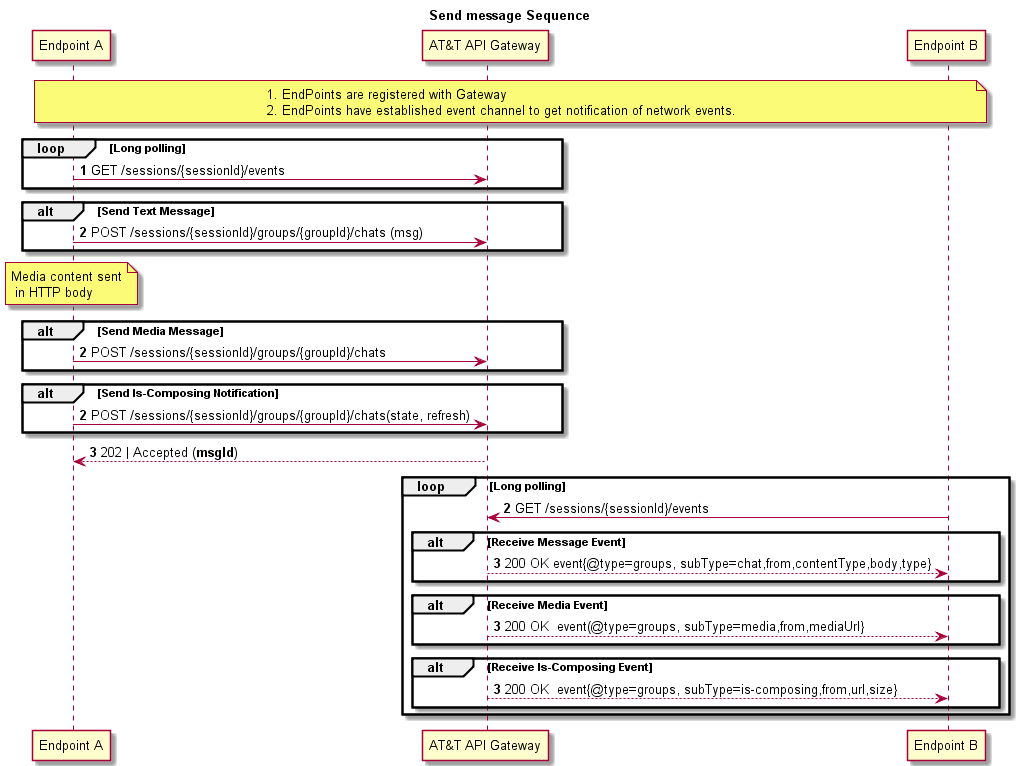 Send message Sequence
Endpoint A
AT&T API Gateway
Endpoint B
1. EndPoints are registered with Gateway
2. EndPoints have established event channel to get notification of network events.
loop [Long polling]
1 GET /sessions/{sessionId}/events
alt [Send Text Message]
2 POST /sessions/{sessionId}/groups/{groupId}/chats (msg)
Media content sent
in HTTP body
alt [Send Media Message]
2 POST /sessions/{sessionId}/groups/{groupId}/chats
alt [Send Is-Composing Notification]
2 POST /sessions/{sessionId}/groups/{groupId}/chats(state, refresh)
3 202 | Accepted (msgId)
loop [Long polling]
2 GET /sessions/{sessionId}/events
alt [Receive Message Event]
3 200 OK event{@type=groups, subType=chat,from,contentType,body,type}
alt [Receive Media Event]
3 200 OK  event{@type=groups, subType=media,from,mediaUrl}
alt [Receive Is-Composing Event]
3 200 OK  event{@type=groups, subType=is-composing,from,url,size}
Endpoint A
AT&T API Gateway
Endpoint B